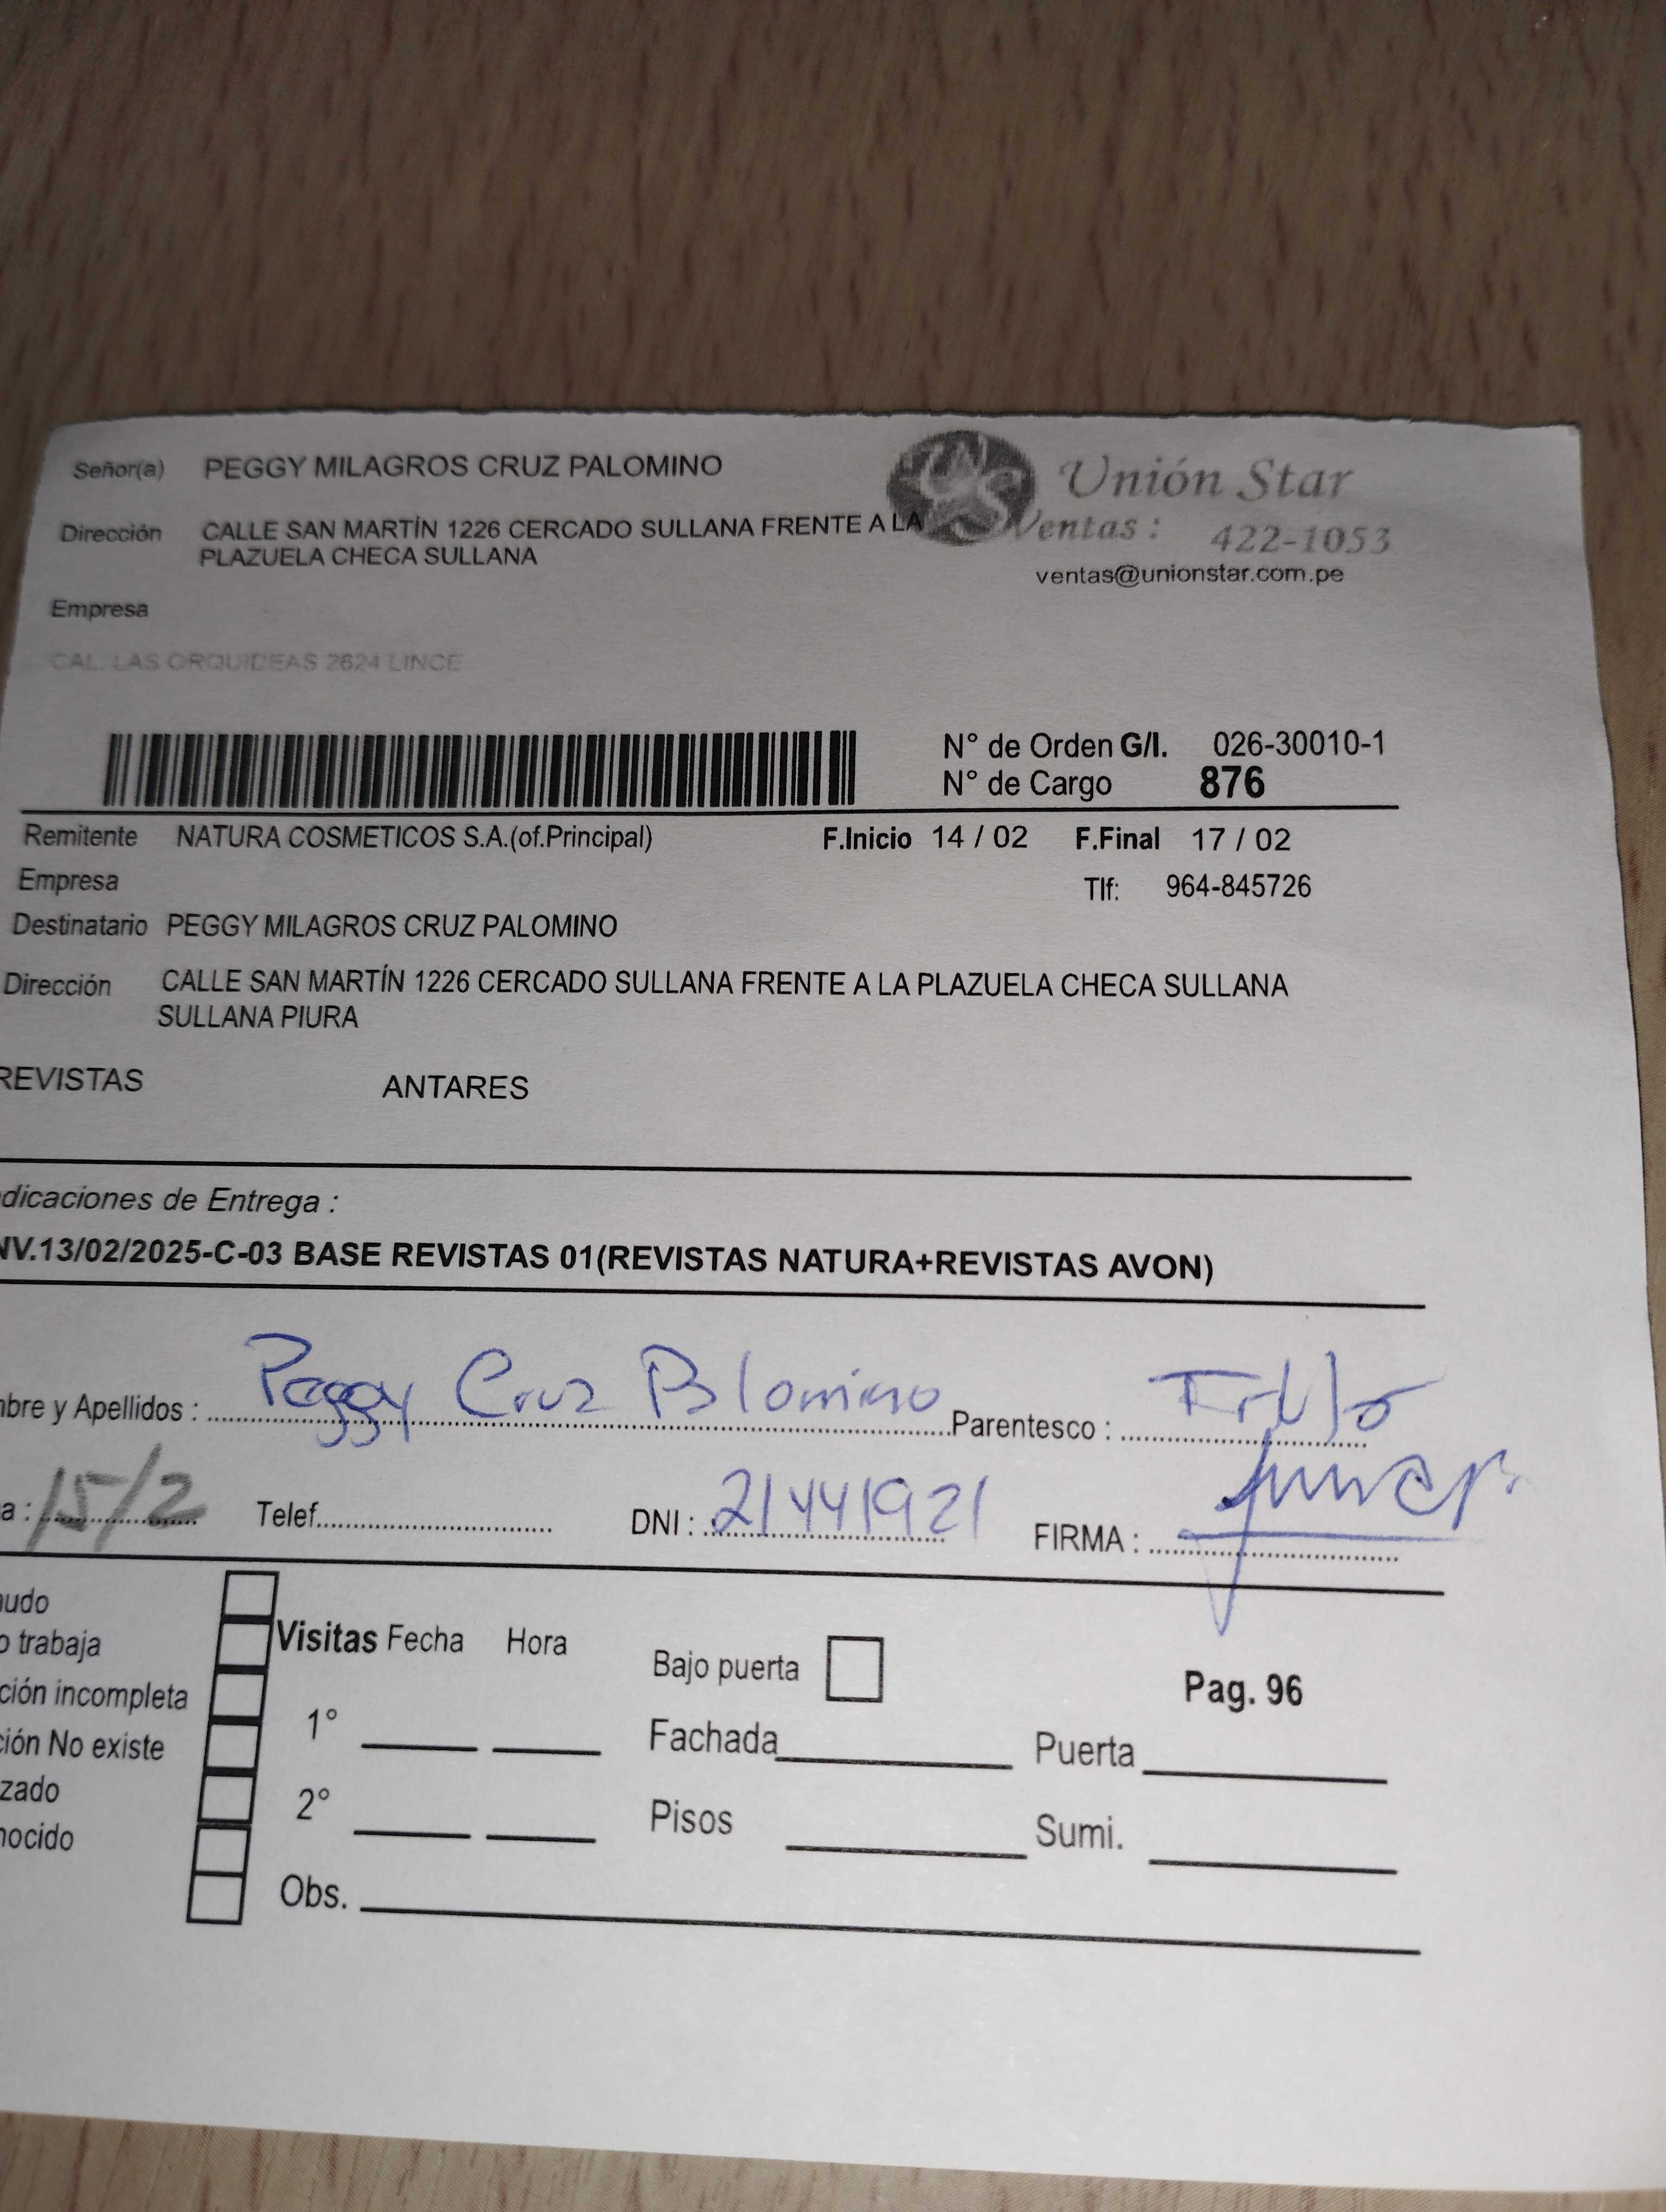 Señor(a) PEGGY MILAGROS CRUZ PALOMINO
Unión Star
Dirección CALLE SAN MARTÍN 1226 CERCADO SULLANA FRENTE A LA
PLAZUELA CHECA SULLANA
Ventas : 422-1053
ventas@unionstar.com.pe
Empresa
CAL. LAS ORQUIDEAS 2624 LINCE
N° de Orden G/I. 026-30010-1
N° de Cargo 876
Remitente NATURA COSMETICOS S.A.(of.Principal) F.Inicio 14 / 02 F.Final 17 / 02
Empresa Tlf: 964-845726
Destinatario PEGGY MILAGROS CRUZ PALOMINO
Dirección CALLE SAN MARTÍN 1226 CERCADO SULLANA FRENTE A LA PLAZUELA CHECA SULLANA
SULLANA PIURA
REVISTAS ANTARES
dicaciones de Entrega :
NV.13/02/2025-C-03 BASE REVISTAS 01(REVISTAS NATURA+REVISTAS AVON)
mbre y Apellidos : Peggy Cruz Palomino Parentesco :
a : 15/2 Telef. DNI : 21441921 FIRMA :
udo
o trabaja
ción incompleta
ción No existe
zado
nocido
Visitas Fecha Hora
1°
2°
Obs.
Bajo puerta
Pag. 96
Fachada Puerta
Pisos Sumi.